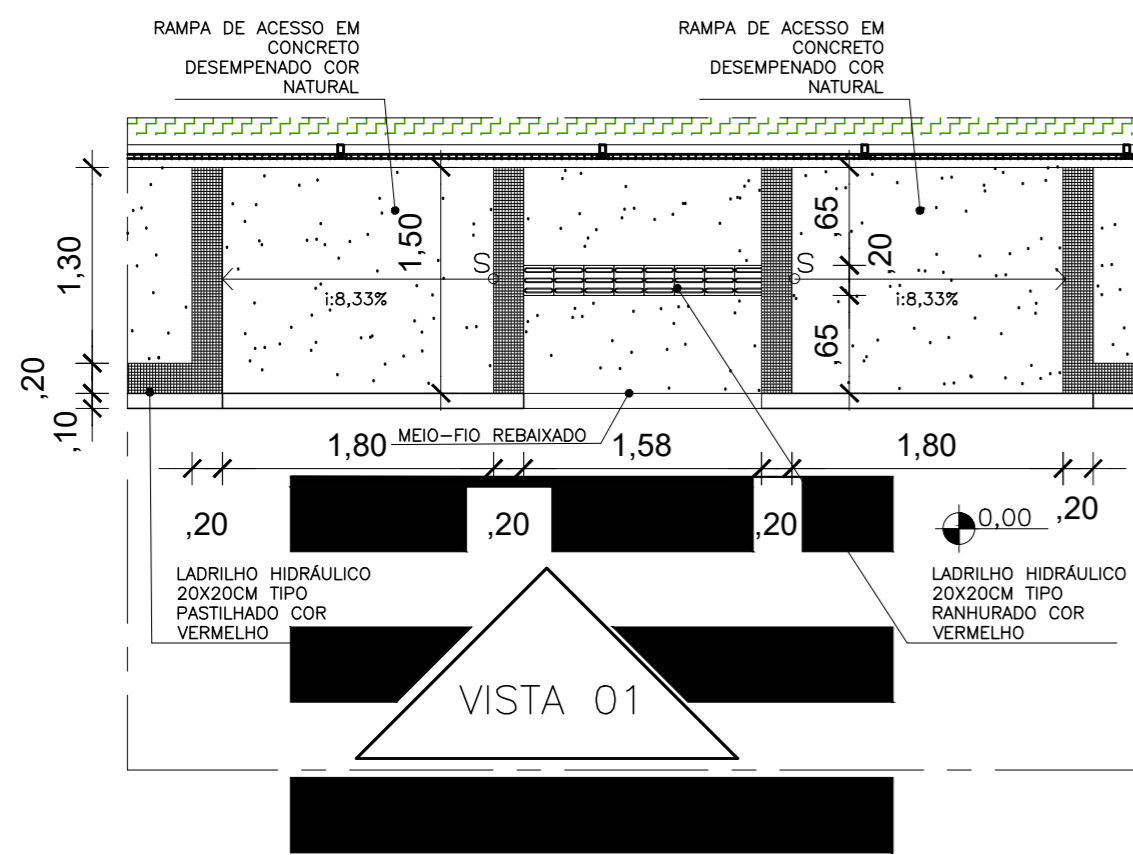 RAMPA DE ACESSO EM
CONCRETO
DESEMPENADO COR
NATURAL
RAMPA DE ACESSO EM
CONCRETO
DESEMPENADO COR
NATURAL
1,30
,20
,10
1,50
S
i:8,33%
,65
,20
,65
S
i:8,33%
MEIO-FIO REBAIXADO
1,80
1,58
1,80
,20
,20
,20
,20
0,00
LADRILHO HIDRÁULICO
20X20CM TIPO
PASTILHADO COR
VERMELHO
LADRILHO HIDRÁULICO
20X20CM TIPO
RANHURADO COR
VERMELHO
VISTA 01